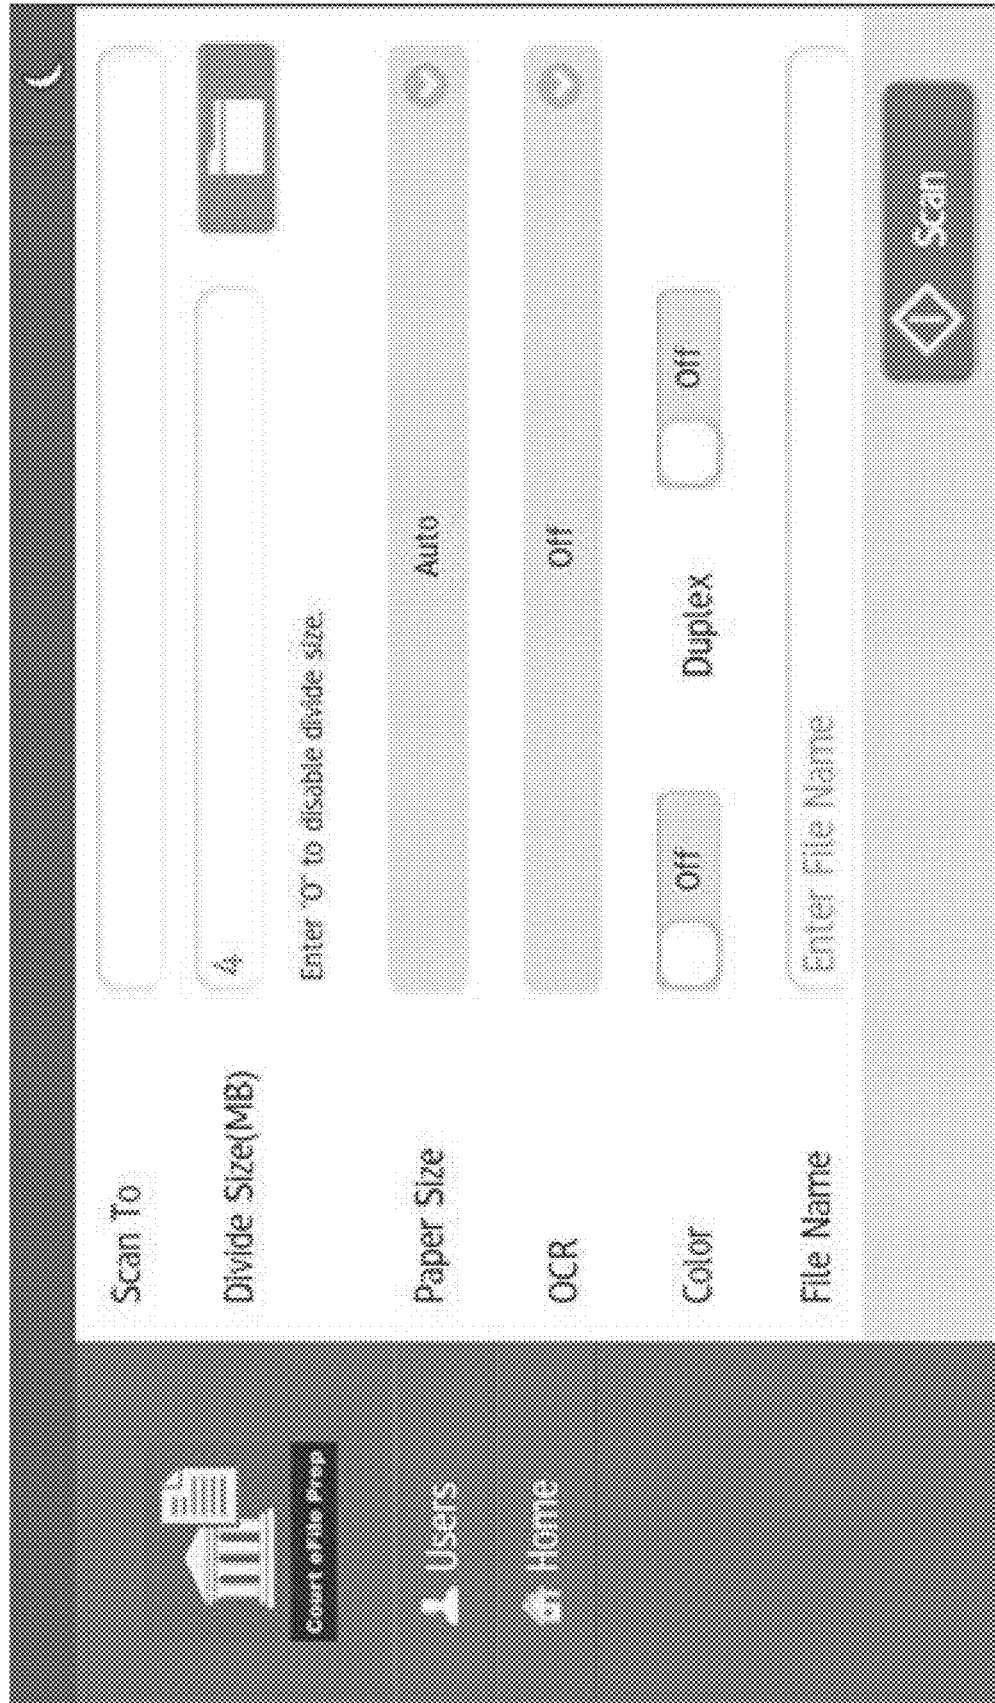 Court eFile Prep
Users
Home
Scan To
Divide Size(MB)
4
Enter "0" to disable divide size.
Paper Size
Auto
OCR
Off
Color
Off
Duplex
Off
File Name
Enter File Name
Scan